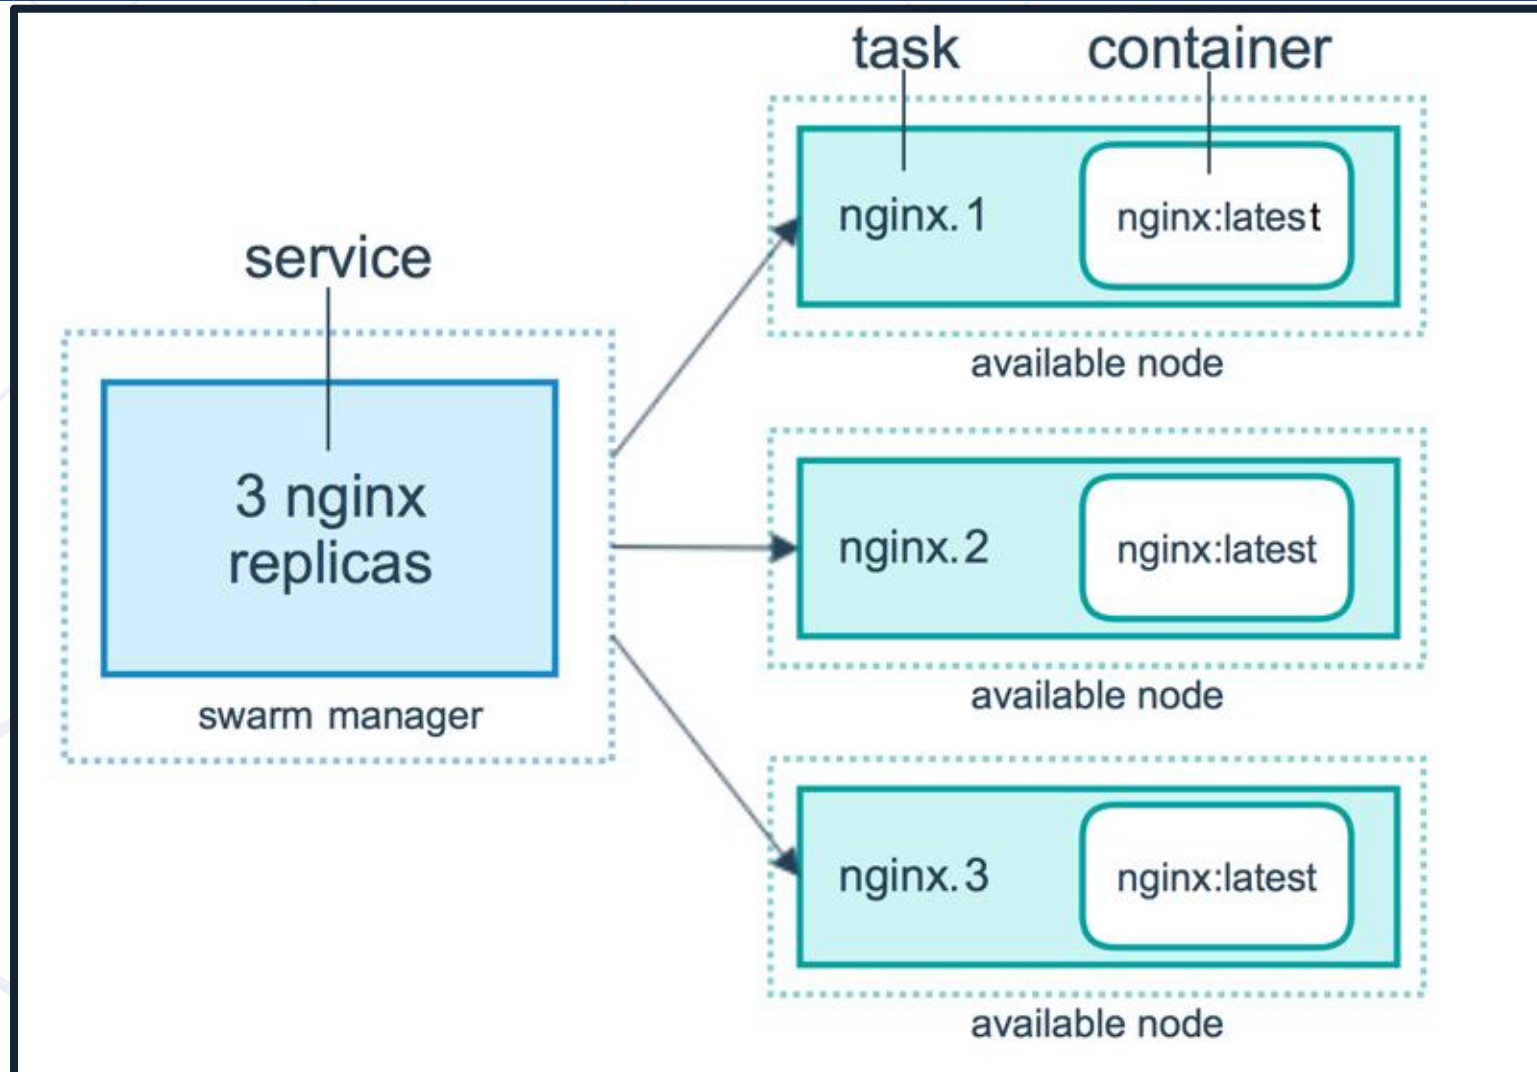 task
container
service
3 nginx
replicas
swarm manager
nginx.1
nginx:latest
available node
nginx.2
nginx:latest
available node
nginx.3
nginx:latest
available node